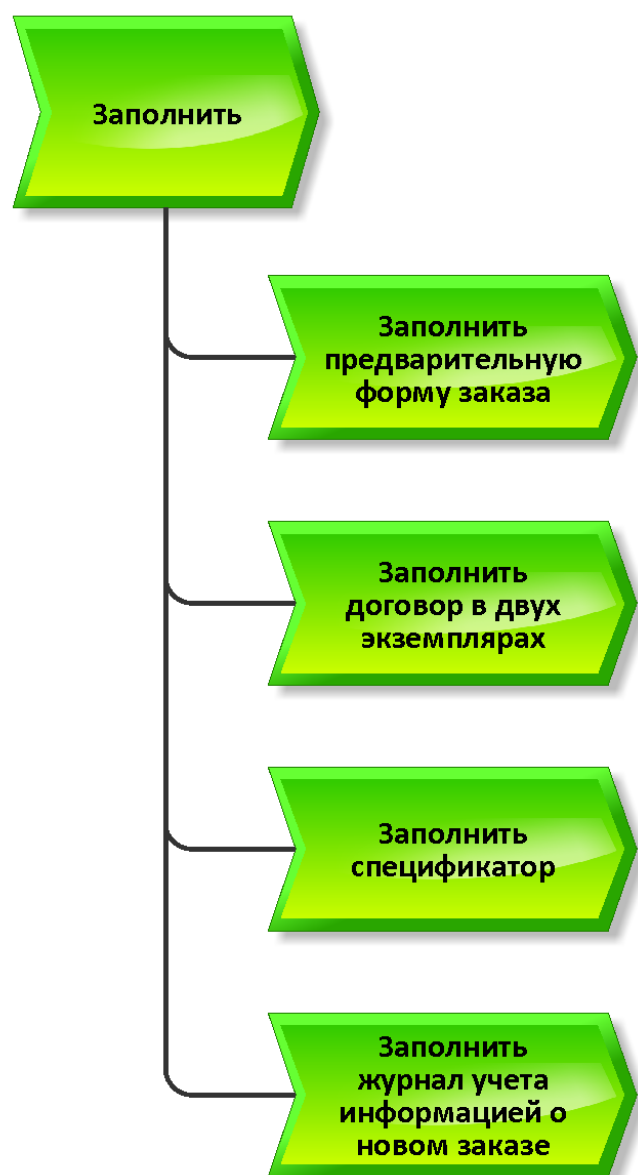 Заполнить
Заполнить
предварительную
форму заказа
Заполнить
договор в двух
экземплярах
Заполнить
спецификатор
Заполнить
журнал учета
информацией о
новом заказе